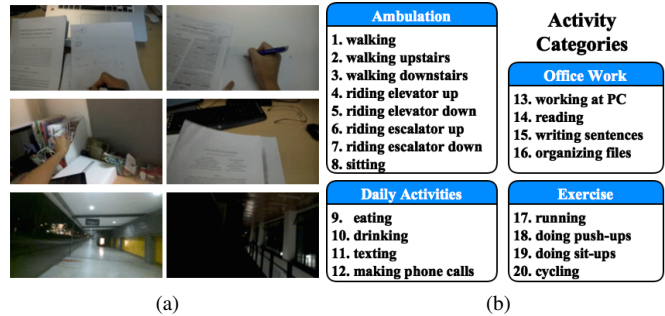 Ambulation
1. walking
2. walking upstairs
3. walking downstairs
4. riding elevator up
5. riding elevator down
6. riding escalator up
7. riding escalator down
8. sitting
Activity
Categories
Office Work
13. working at PC
14. reading
15. writing sentences
16. organizing files
Daily Activities
9. eating
10. drinking
11. texting
12. making phone calls
Exercise
17. running
18. doing push-ups
19. doing sit-ups
20. cycling
(a)
(b)